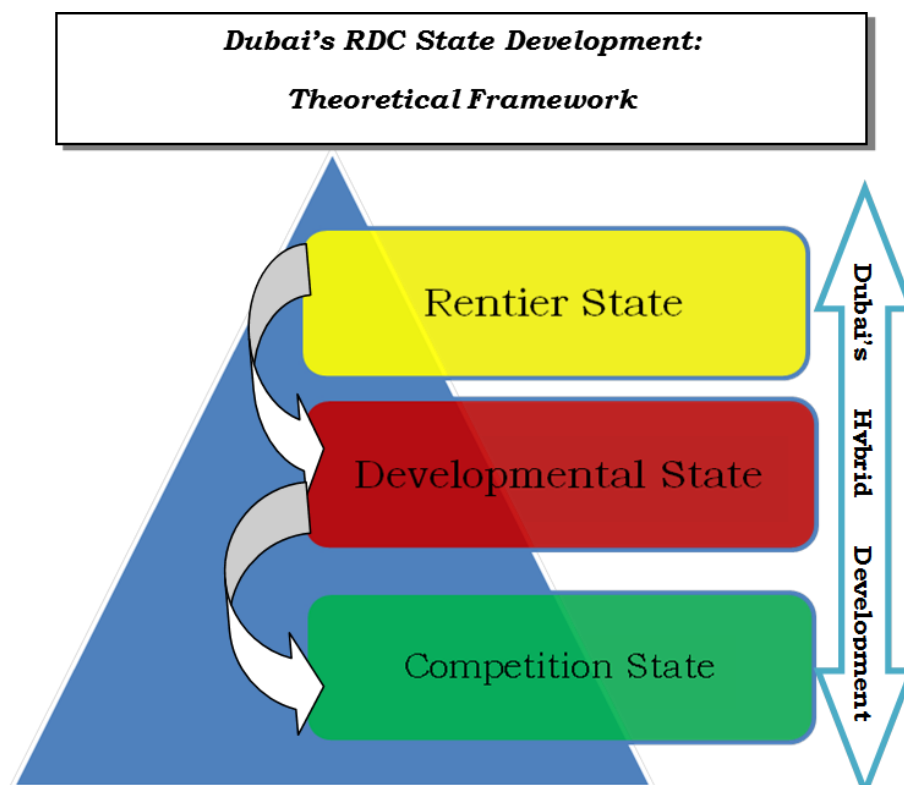 Dubai's RDC State Development:
Theoretical Framework
Rentier State
Developmental State
Competition State
Dubai's Hybrid Development